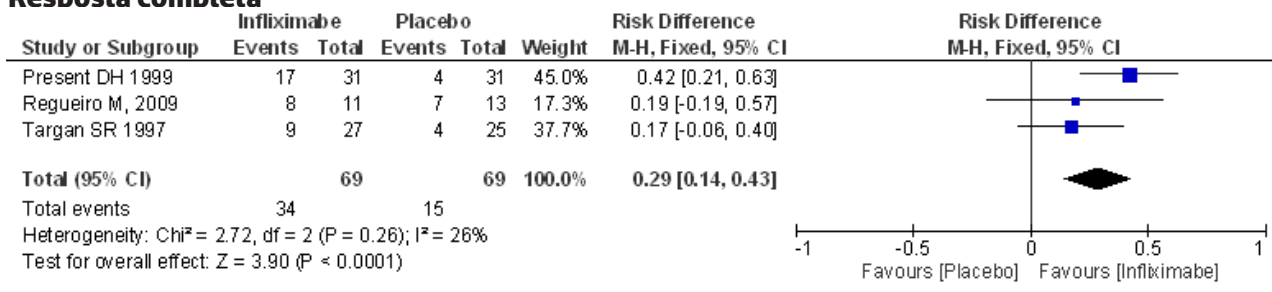 Resposta completa
Infliximabe Placebo Risk Difference Risk Difference
Study or Subgroup Events Total Events Total Weight M-H, Fixed, 95% CI M-H, Fixed, 95% CI
Present DH 1999 17 31 4 31 45.0% 0.42 [0.21, 0.63]
Regueiro M, 2009 8 11 7 13 17.3% 0.19 [-0.19, 0.57]
Targan SR 1997 9 27 4 25 37.7% 0.17 [-0.06, 0.40]
Total (95% CI) 69 69 100.0% 0.29 [0.14, 0.43]
Total events 34 15
Heterogeneity: Chi² = 2.72, df = 2 (P = 0.26); I² = 26%
Test for overall effect: Z = 3.90 (P < 0.0001)
-1 -0.5 0 0.5 1
Favours [Placebo] Favours [Infliximabe]